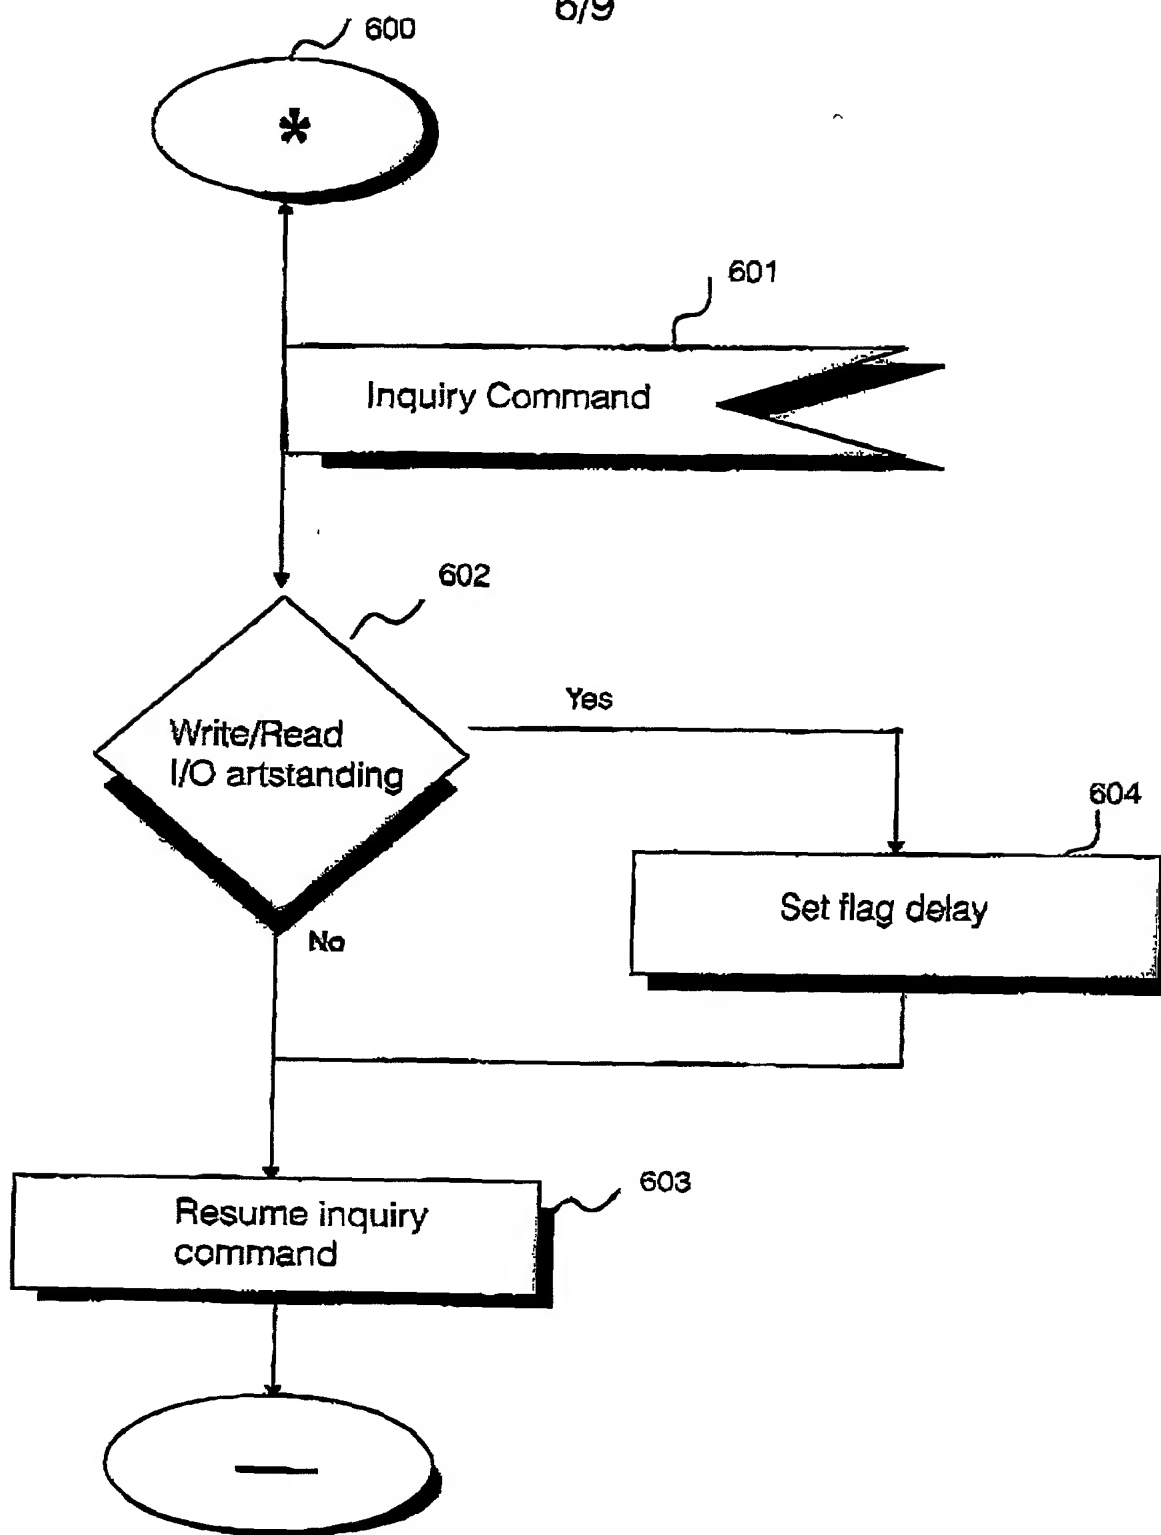 6/9
600
*
601
Inquiry Command
602
Yes
Write/Read
I/O artstanding
604
Set flag delay
No
603
Resume inquiry
command
—